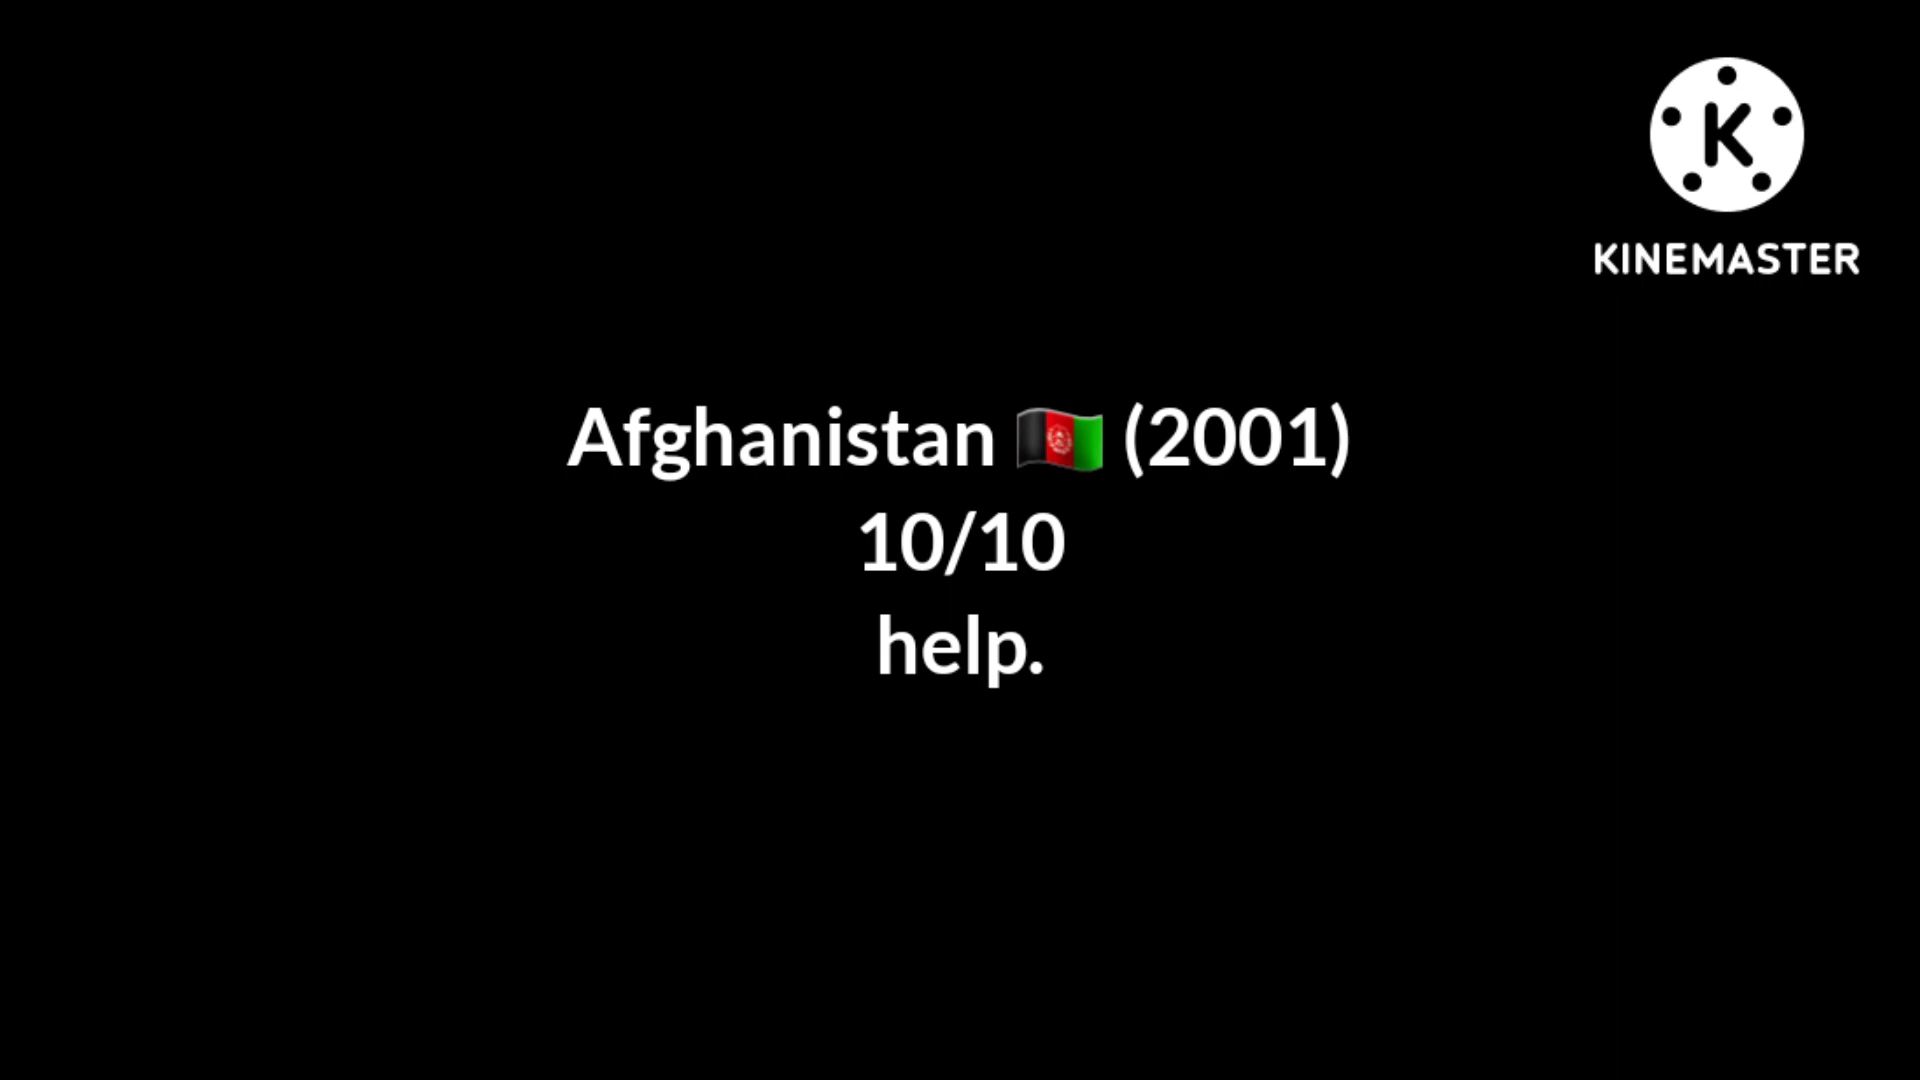 K
KINEMASTER
Afghanistan 🇦🇫 (2001)
10/10
help.